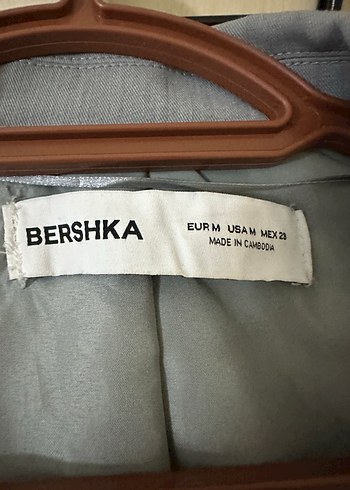 BERSHKA
EUR M USA M MEX 28
MADE IN CAMBODIA